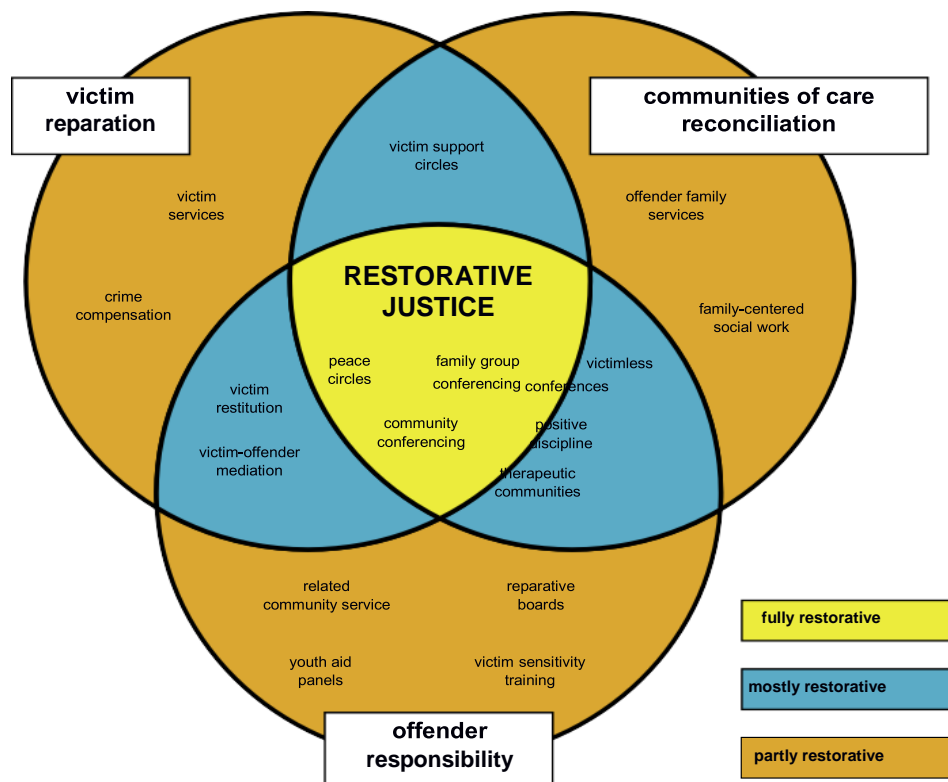 victim
reparation
communities of care
reconciliation
victim support
circles
victim
services
offender family
services
RESTORATIVE
JUSTICE
crime
compensation
family-centered
social work
peace
circles
family group
conferencing
victimless
conferences
victim
restitution
community
conferencing
positive
discipline
victim-offender
mediation
therapeutic
communities
related
community service
reparative
boards
youth aid
panels
victim sensitivity
training
offender
responsibility
fully restorative
mostly restorative
partly restorative